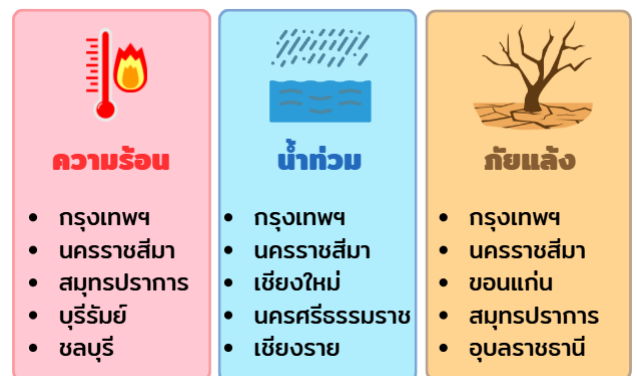 ความร้อน
• กรุงเทพฯ
• นครราชสีมา
• สมุทรปราการ
• บุรีรัมย์
• ชลบุรี
น้ำท่วม
• กรุงเทพฯ
• นครราชสีมา
• เชียงใหม่
• นครศรีธรรมราช
• เชียงราย
ภัยแล้ง
• กรุงเทพฯ
• นครราชสีมา
• ขอนแก่น
• สมุทรปราการ
• อุบลราชธานี